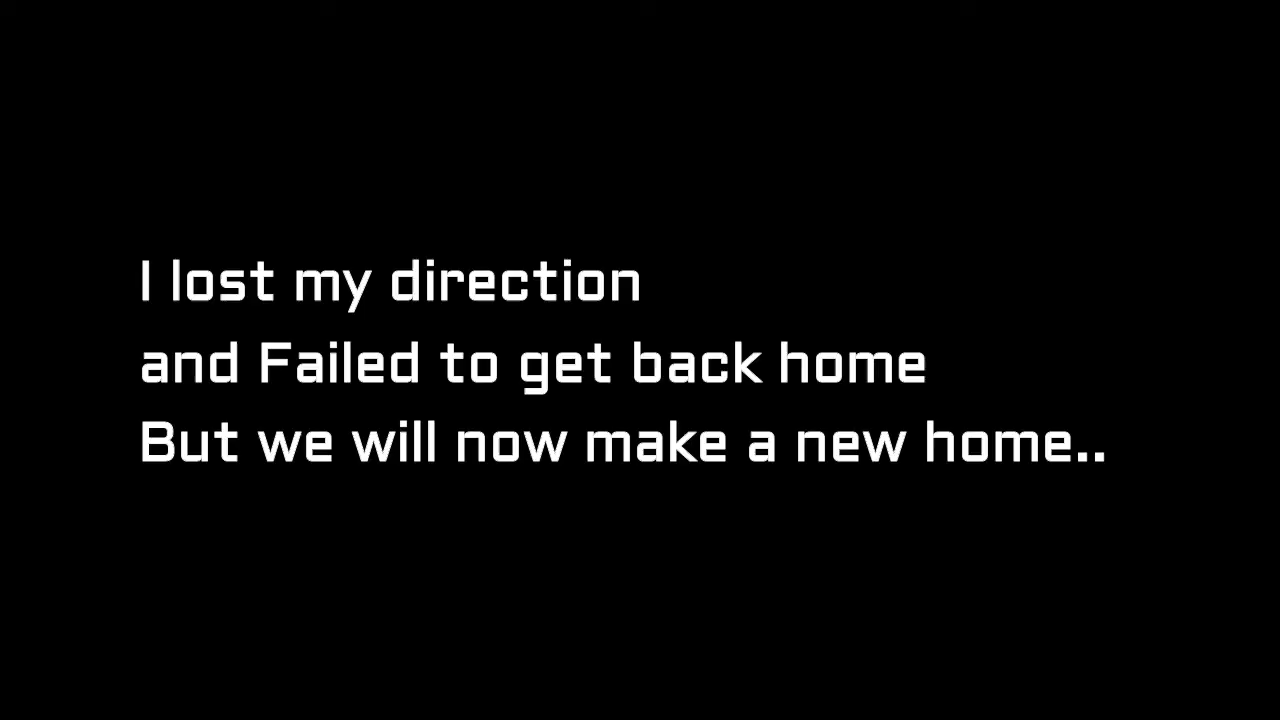 I lost my direction
and Failed to get back home
But we will now make a new home..